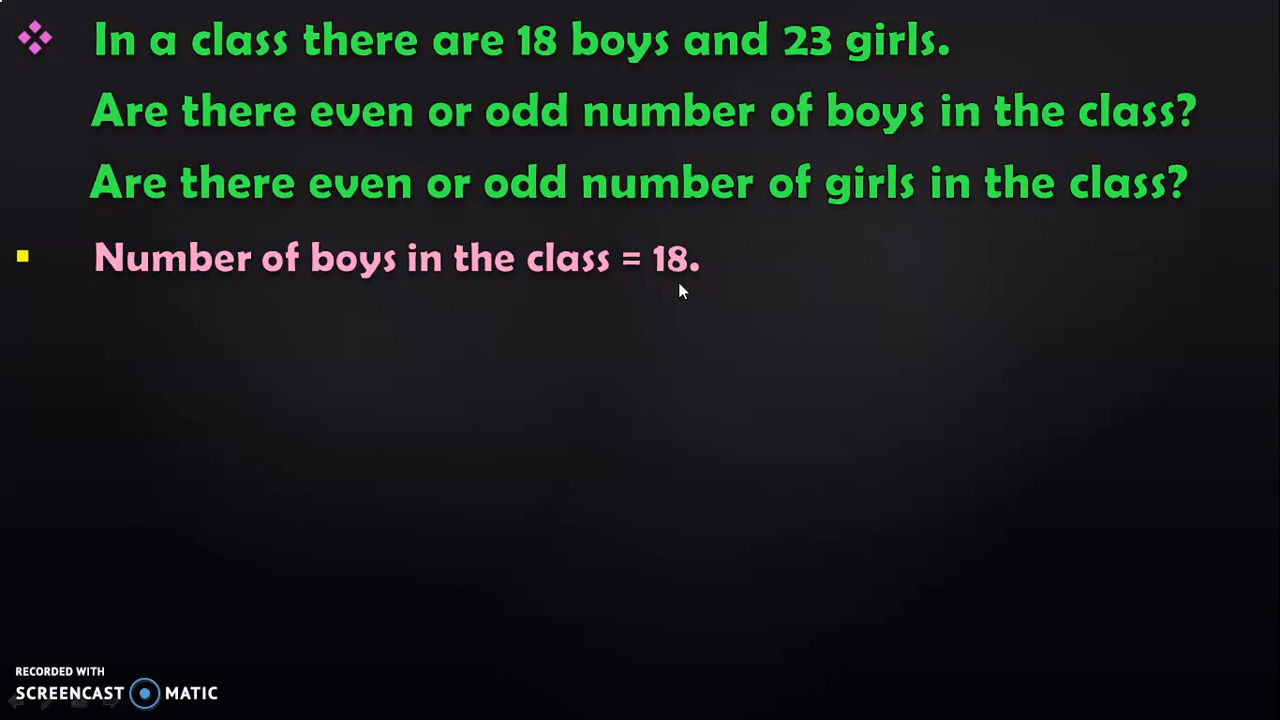 In a class there are 18 boys and 23 girls.
Are there even or odd number of boys in the class?
Are there even or odd number of girls in the class?
Number of boys in the class = 18.
RECORDED WITH
SCREENCAST MATIC